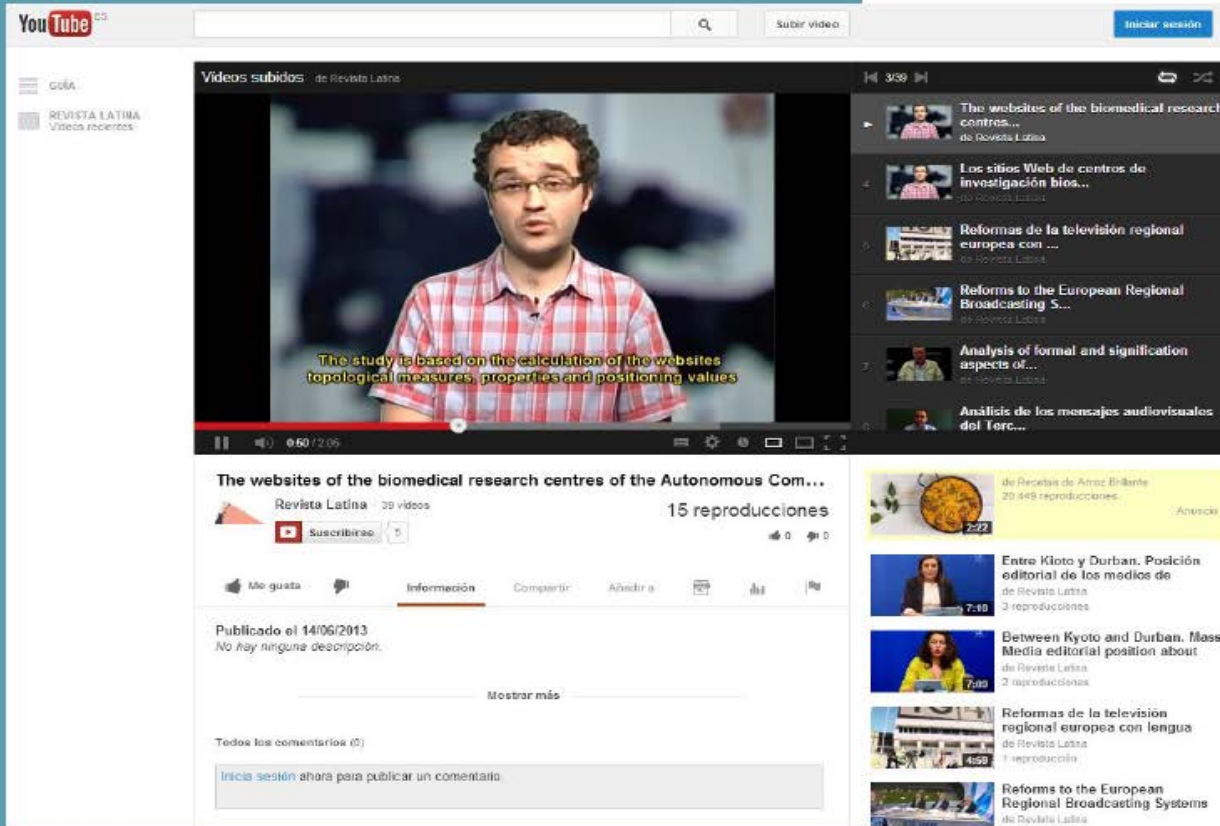 YouTube ES
Subir vídeo
Iniciar sesión
GUÍA
REVISTA LATINA
Vídeos recientes
Vídeos subidos de Revista Latina
3/39
The study is based on the calculation of the websites
topological measures, properties and positioning values
0:50 / 2:06
The websites of the biomedical research
centres...
de Revista Latina
4
Los sitios Web de centros de
investigación bios...
de Revista Latina
5
Reformas de la televisión regional
europea con ...
de Revista Latina
6
Reforms to the European Regional
Broadcasting S...
de Revista Latina
7
Analysis of formal and signification
aspects of...
de Revista Latina
8
Análisis de los mensajes audiovisuales
del Terc...
The websites of the biomedical research centres of the Autonomous Com...
Revista Latina 39 vídeos
Suscribirse 5
15 reproducciones
0 0
Me gusta
Información
Compartir
Añadir a
Publicado el 14/06/2013
No hay ninguna descripción.
Mostrar más
Todos los comentarios (0)
Inicia sesión ahora para publicar un comentario
de Recetas de Arroz Brillante
20 449 reproducciones
Anuncio
2:22
Entre Kioto y Durban. Posición
editorial de los medios de
de Revista Latina
3 reproducciones
7:10
Between Kyoto and Durban. Mass
Media editorial position about
de Revista Latina
2 reproducciones
7:09
Reformas de la televisión
regional europea con lengua
de Revista Latina
1 reproducción
4:59
Reforms to the European
Regional Broadcasting Systems
de Revista Latina